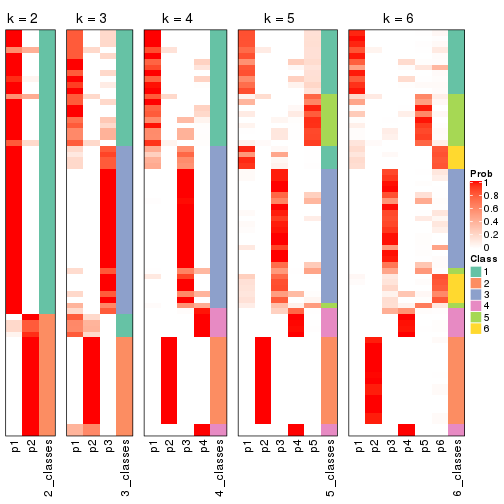 k = 2
k = 3
k = 4
k = 5
k = 6
p1
p2
2_classes
p1
p2
p3
3_classes
p1
p2
p3
p4
4_classes
p1
p2
p3
p4
p5
5_classes
p1
p2
p3
p4
p5
p6
6_classes
Prob
1
0.8
0.6
0.4
0.2
0
Class
1
2
3
4
5
6